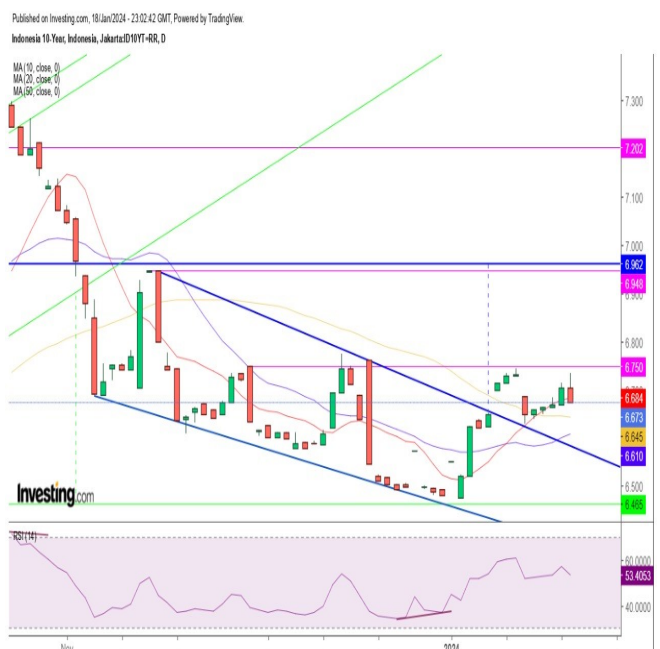 Published on Investing.com, 18/Jan/2024 - 23:02:42 GMT, Powered by TradingView.
Indonesia 10-Year, Indonesia, Jakarta:ID10YT=RR, D
MA (10, close, 0)
MA (20, close, 0)
MA (50, close, 0)
7.300
7.202
7.100
7.000
6.962
6.948
6.900
6.800
6.750
6.684
6.673
6.645
6.610
6.500
6.465
Investing.com
RSI (14)
60.0000
53.4053
40.0000
Nov
2024